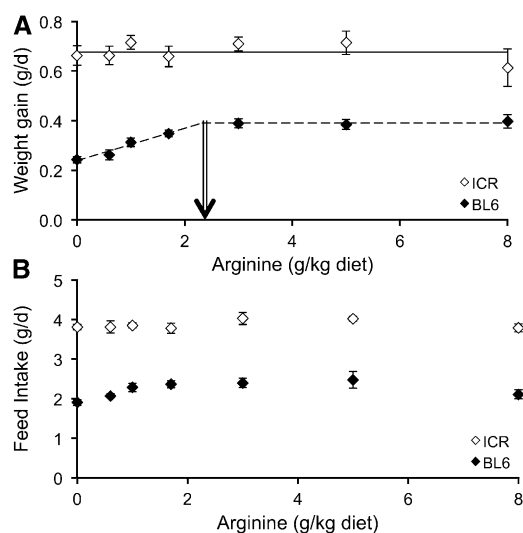 A
Weight gain (g/d)
0.8
0.6
0.4
0.2
0.0
ICR
BL6
0 2 4 6 8
Arginine (g/kg diet)
B
Feed Intake (g/d)
5
4
3
2
1
0
ICR
BL6
0 2 4 6 8
Arginine (g/kg diet)